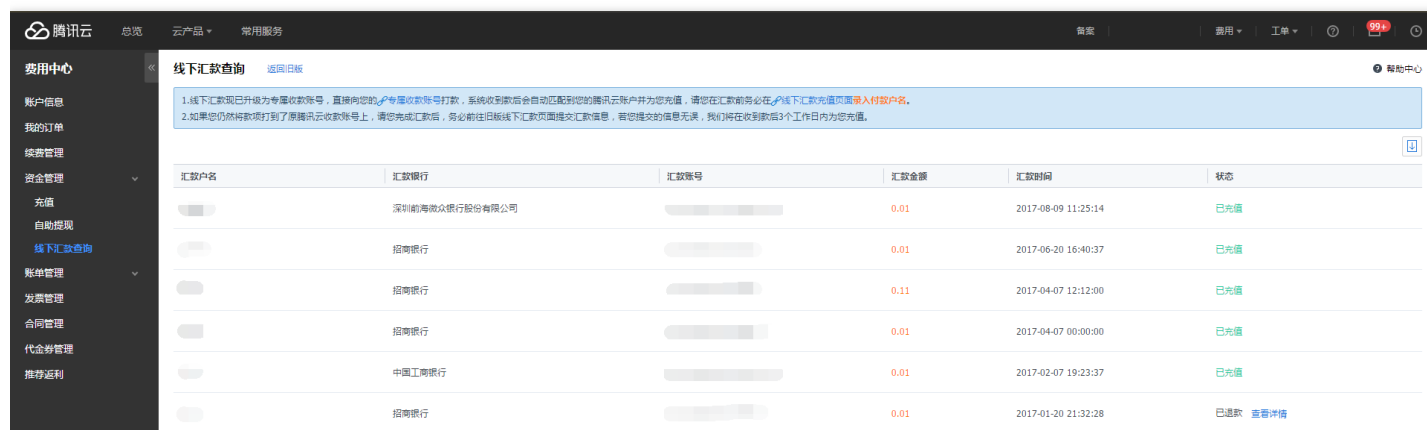 腾讯云 总览 云产品 常用服务 备案 费用 工单 99+
费用中心
账户信息
我的订单
续费管理
资金管理
充值
自助提现
线下汇款查询
账单管理
发票管理
合同管理
代金券管理
推荐返利
线下汇款查询 返回旧版 帮助中心
1.线下汇款现已升级为专属收款账号，直接向您的专属收款账号打款，系统收到款后会自动匹配到您的腾讯云账户并为您充值，请您在汇款前务必在线下汇款充值页面录入付款户名。
2.如果您仍然将款项打到了原腾讯云收款账号上，请您完成汇款后，务必前往旧版线下汇款页面提交汇款信息，若您提交的信息无误，我们将在收到款后3个工作日内为您充值。
汇款户名 汇款银行 汇款账号 汇款金额 汇款时间 状态
深圳前海微众银行股份有限公司 0.01 2017-08-09 11:25:14 已充值
招商银行 0.01 2017-06-20 16:40:37 已充值
招商银行 0.11 2017-04-07 12:12:00 已充值
招商银行 0.01 2017-04-07 00:00:00 已充值
中国工商银行 0.01 2017-02-07 19:23:37 已充值
招商银行 0.01 2017-01-20 21:32:28 已退款 查看详情